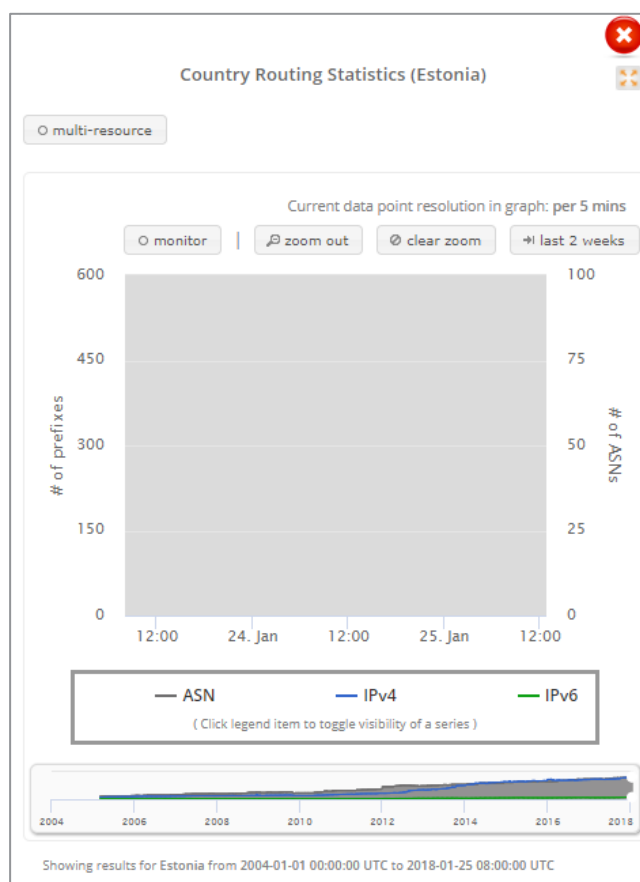 Country Routing Statistics (Estonia)
multi-resource
Current data point resolution in graph: per 5 mins
monitor | zoom out clear zoom last 2 weeks
600 100
450 75
300 50
150 25
0 0
# of prefixes
# of ASNs
12:00 24. Jan 12:00 25. Jan 12:00
ASN IPv4 IPv6
( Click legend item to toggle visibility of a series )
2004 2006 2008 2010 2012 2014 2016 2018
Showing results for Estonia from 2004-01-01 00:00:00 UTC to 2018-01-25 08:00:00 UTC